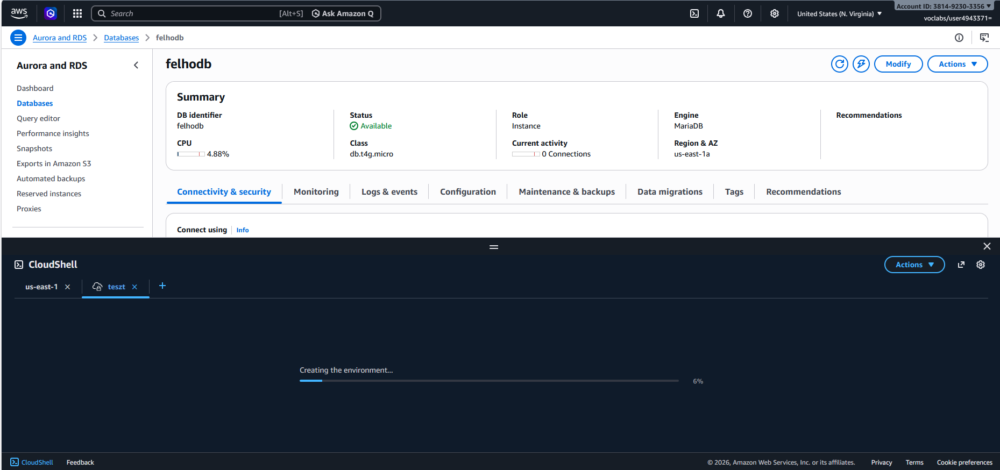 aws
Search [Alt+S] Ask Amazon Q
United States (N. Virginia)
Account ID: 3814-9230-3356
voclabs/user4943371=
Aurora and RDS > Databases > felhodb
Aurora and RDS
Dashboard
Databases
Query editor
Performance insights
Snapshots
Exports in Amazon S3
Automated backups
Reserved instances
Proxies
felhodb
Modify
Actions
Summary
DB identifier
felhodb
Status
Available
Role
Instance
Engine
MariaDB
Recommendations
CPU
4.88%
Class
db.t4g.micro
Current activity
0 Connections
Region & AZ
us-east-1a
Connectivity & security Monitoring Logs & events Configuration Maintenance & backups Data migrations Tags Recommendations
Connect using Info
CloudShell
Actions
us-east-1 teszt
Creating the environment...
6%
CloudShell Feedback
© 2026, Amazon Web Services, Inc. or its affiliates. Privacy Terms Cookie preferences